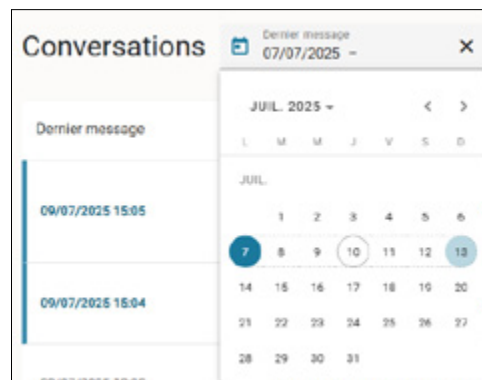 Conversations
Dernier message
07/07/2025 –
JUIL. 2025
L M M J V S D
Dernier message
JUIL.
1 2 3 4 5 6
09/07/2025 15:05
7 8 9 10 11 12 13
14 15 16 17 18 19 20
09/07/2025 15:04
21 22 23 24 25 26 27
28 29 30 31